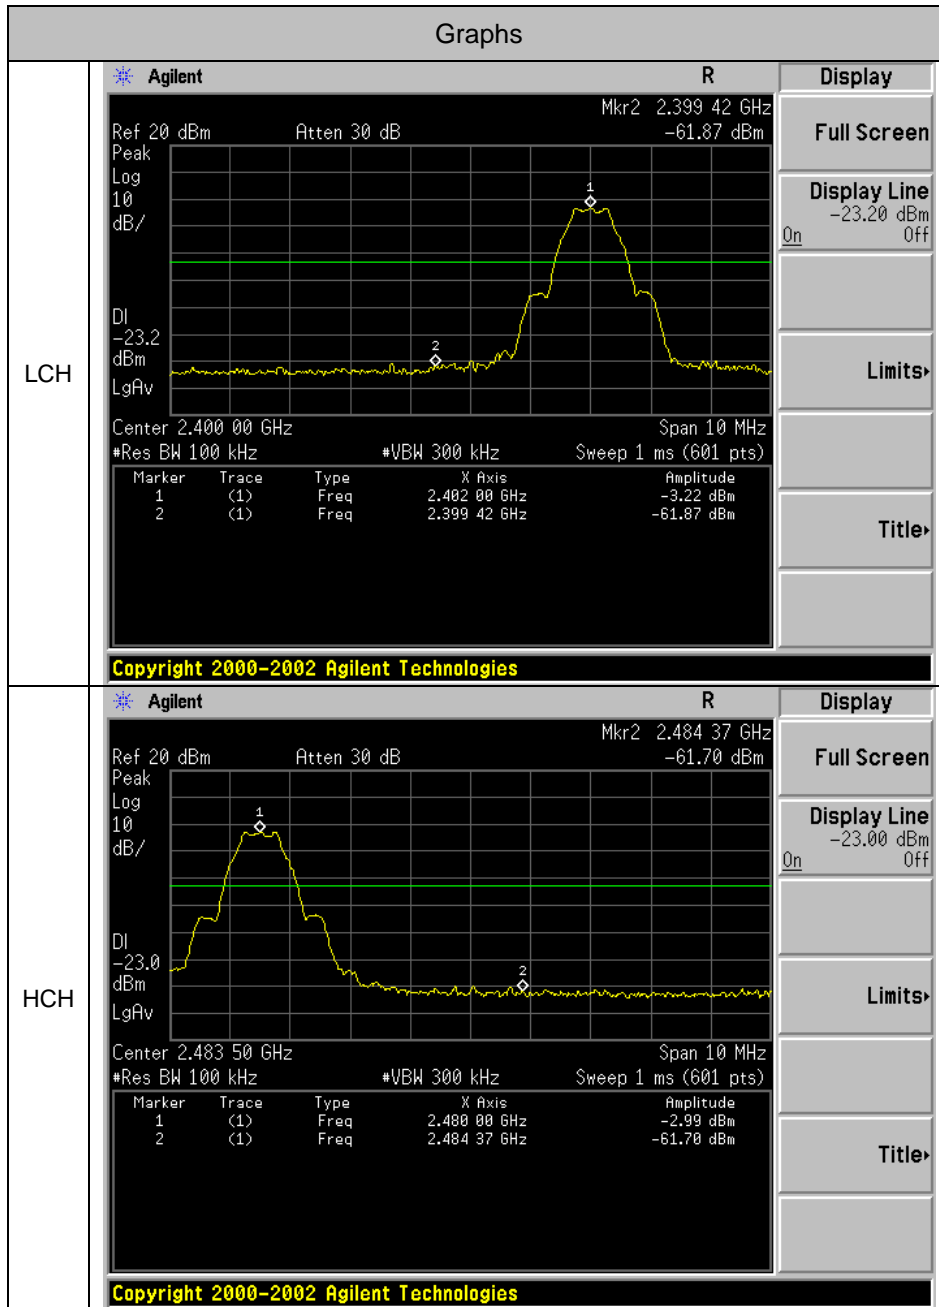 Graphs
LCH
Agilent R Display
Mkr2 2.399 42 GHz
Ref 20 dBm Atten 30 dB -61.87 dBm
Full Screen
Peak
Log
10
dB/
1
Display Line
-23.20 dBm
On Off
DI
-23.2
dBm
2
LgAv
Limits
Center 2.400 00 GHz Span 10 MHz
#Res BW 100 kHz #VBW 300 kHz Sweep 1 ms (601 pts)
Marker Trace Type X Axis Amplitude
1 (1) Freq 2.402 00 GHz -3.22 dBm
2 (1) Freq 2.399 42 GHz -61.87 dBm
Title
Copyright 2000-2002 Agilent Technologies
HCH
Agilent R Display
Mkr2 2.484 37 GHz
Ref 20 dBm Atten 30 dB -61.70 dBm
Full Screen
Peak
Log
10
dB/
1
Display Line
-23.00 dBm
On Off
DI
-23.0
dBm
2
LgAv
Limits
Center 2.483 50 GHz Span 10 MHz
#Res BW 100 kHz #VBW 300 kHz Sweep 1 ms (601 pts)
Marker Trace Type X Axis Amplitude
1 (1) Freq 2.480 00 GHz -2.99 dBm
2 (1) Freq 2.484 37 GHz -61.70 dBm
Title
Copyright 2000-2002 Agilent Technologies